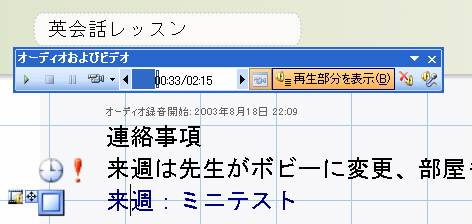 英会話レッスン
オーディオおよびビデオ
00:33/02:15 再生部分を表示(B)
オーディオ録音開始: 2003年8月18日 22:09
連絡事項
来週は先生がボビーに変更、部屋
来週:ミニテスト